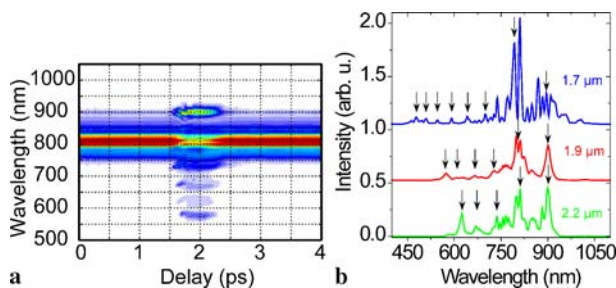 1000
900
800
700
600
500
Wavelength (nm)
0
1
2
3
4
Delay (ps)
a
2.0
1.5
1.0
0.5
0.0
Intensity (arb. u.)
1.7 µm
1.9 µm
2.2 µm
450
600
750
900
1050
Wavelength (nm)
b